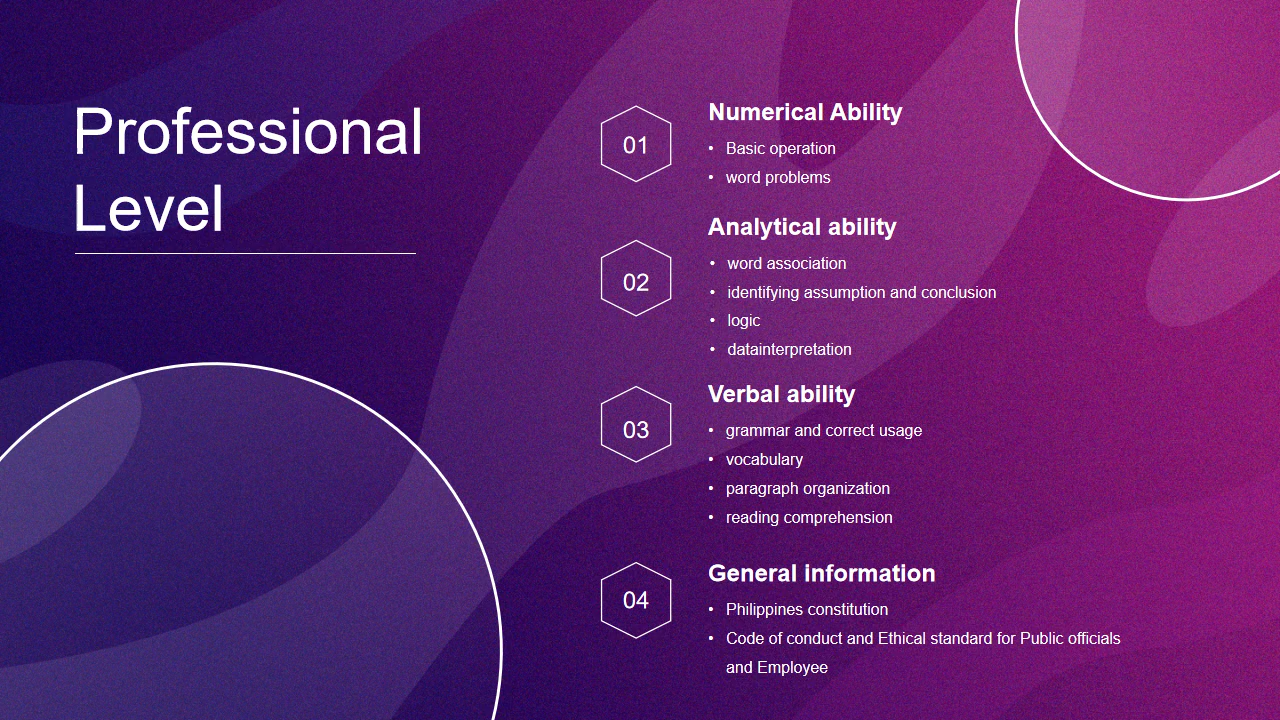 Professional
Level
01
Numerical Ability
• Basic operation
• word problems
02
Analytical ability
• word association
• identifying assumption and conclusion
• logic
• datainterpretation
03
Verbal ability
• grammar and correct usage
• vocabulary
• paragraph organization
• reading comprehension
04
General information
• Philippines constitution
• Code of conduct and Ethical standard for Public officials
and Employee